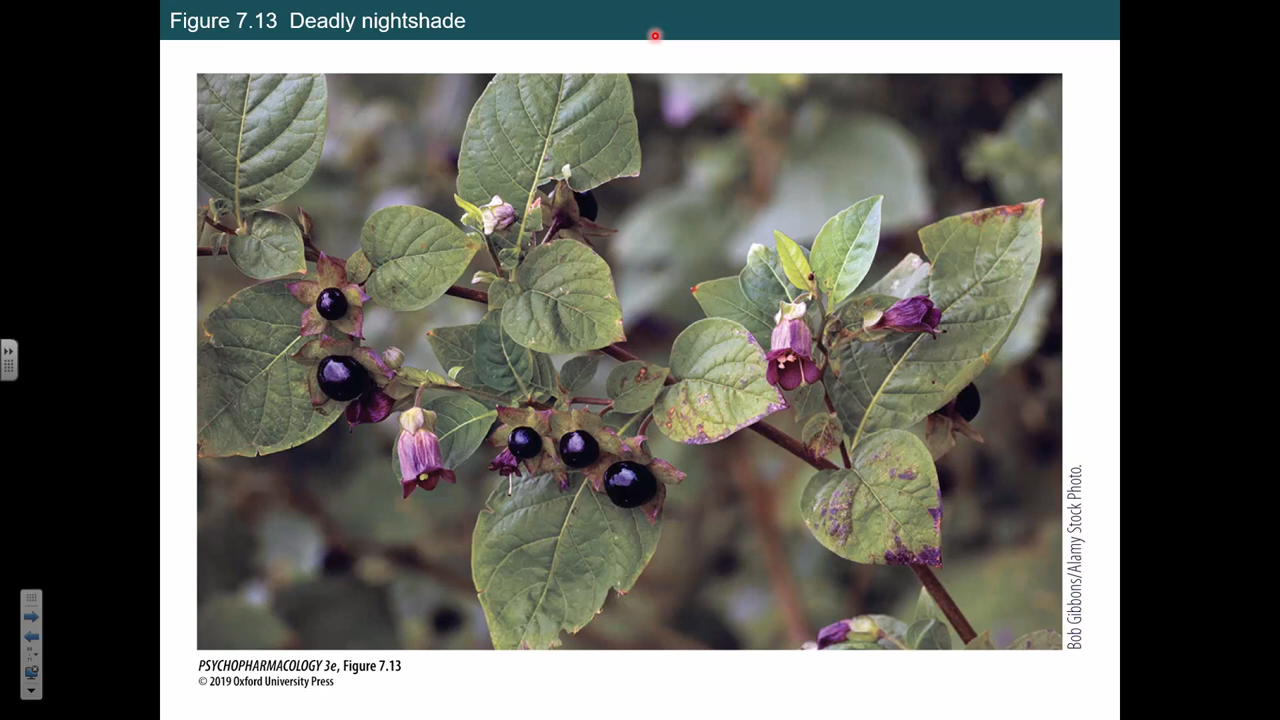 Figure 7.13 Deadly nightshade
Bob Gibbons/Alamy Stock Photo.
PSYCHOPHARMACOLOGY 3e, Figure 7.13
© 2019 Oxford University Press